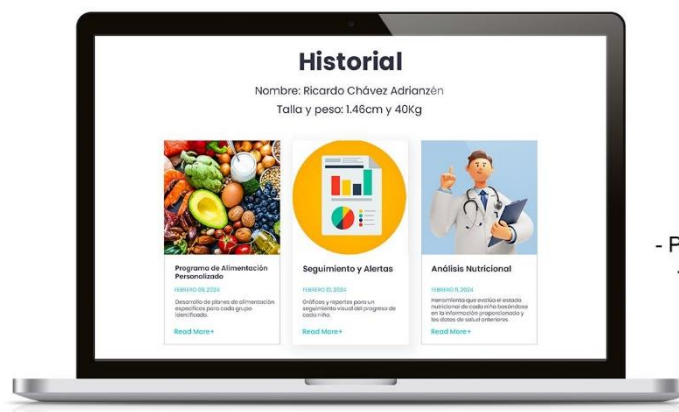 Historial
Nombre: Ricardo Chávez Adrianzén
Talla y peso: 1.46cm y 40Kg
Programa de Alimentación
Personalizado
FEBRERO 09, 2024
Desarrollo de planes de alimentación
específicos para cada grupo
identificado.
Read More+
Seguimiento y Alertas
FEBRERO 10, 2024
Gráficos y reportes para un
seguimiento visual del progreso de
cada niño.
Read More+
Análisis Nutricional
FEBRERO 11, 2024
Herramienta que evalúa el estado
nutricional de cada niño basándose
en la información proporcionada y
los datos de salud anteriores.
Read More+
- P